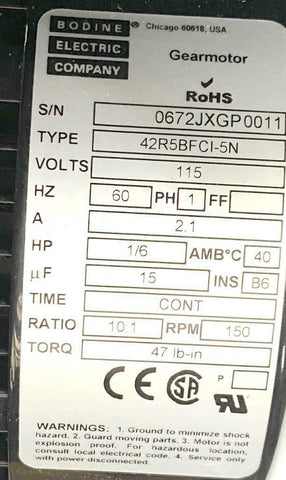 BODINE ® Chicago 60618, USA
ELECTRIC
COMPANY
Gearmotor
RoHS
S/N 0672JXGP0011
TYPE 42R5BFCI-5N
VOLTS 115
HZ 60 PH 1 FF
A 2.1
HP 1/6 AMB°C 40
µF 15 INS B6
TIME CONT
RATIO 10:1 RPM 150
TORQ 47 lb-in
CE SA P
WARNINGS: 1. Ground to minimize shock
hazard. 2. Guard moving parts. 3. Motor is not
explosion proof. For hazardous location,
consult local electrical code. 4. Service only
with power disconnected.